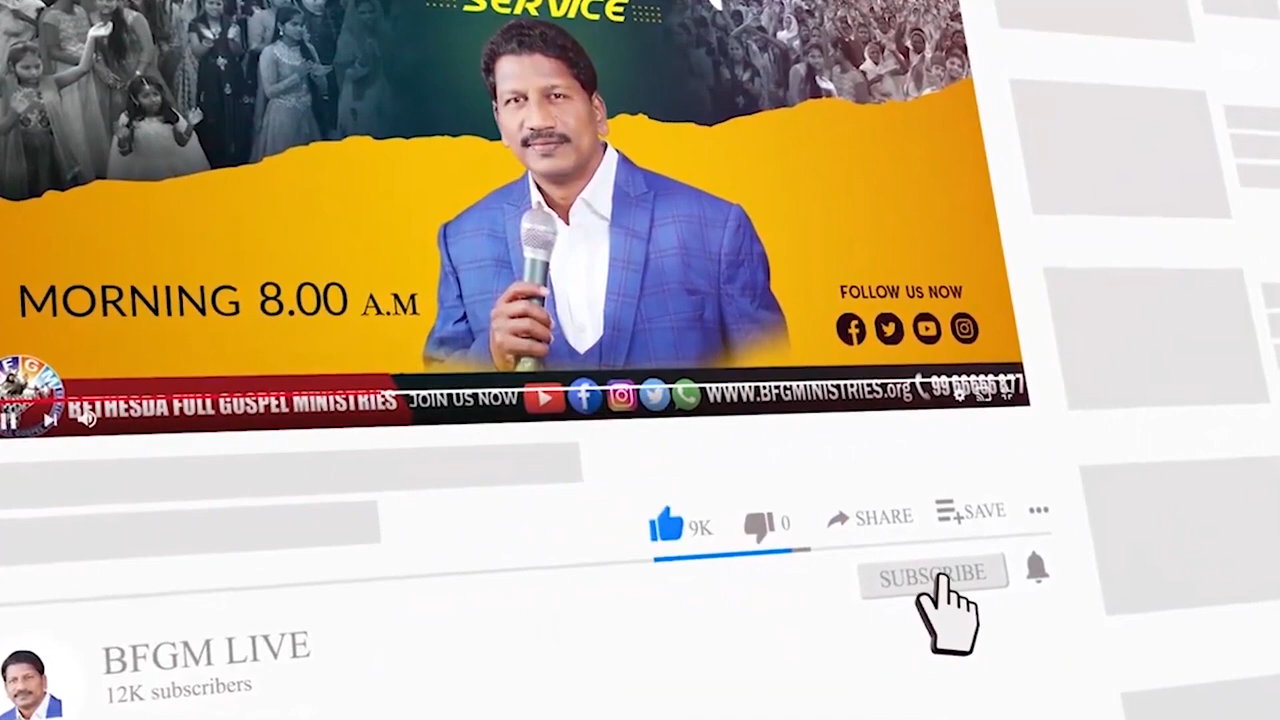 SERVICE
MORNING 8.00 A.M
FOLLOW US NOW
BFGM
BETHESDA FULL GOSPEL MINISTRIES JOIN US NOW WWW.BFGMINISTRIES.org
9K 0 SHARE SAVE
SUBSCRIBE
BFGM LIVE
12K subscribers